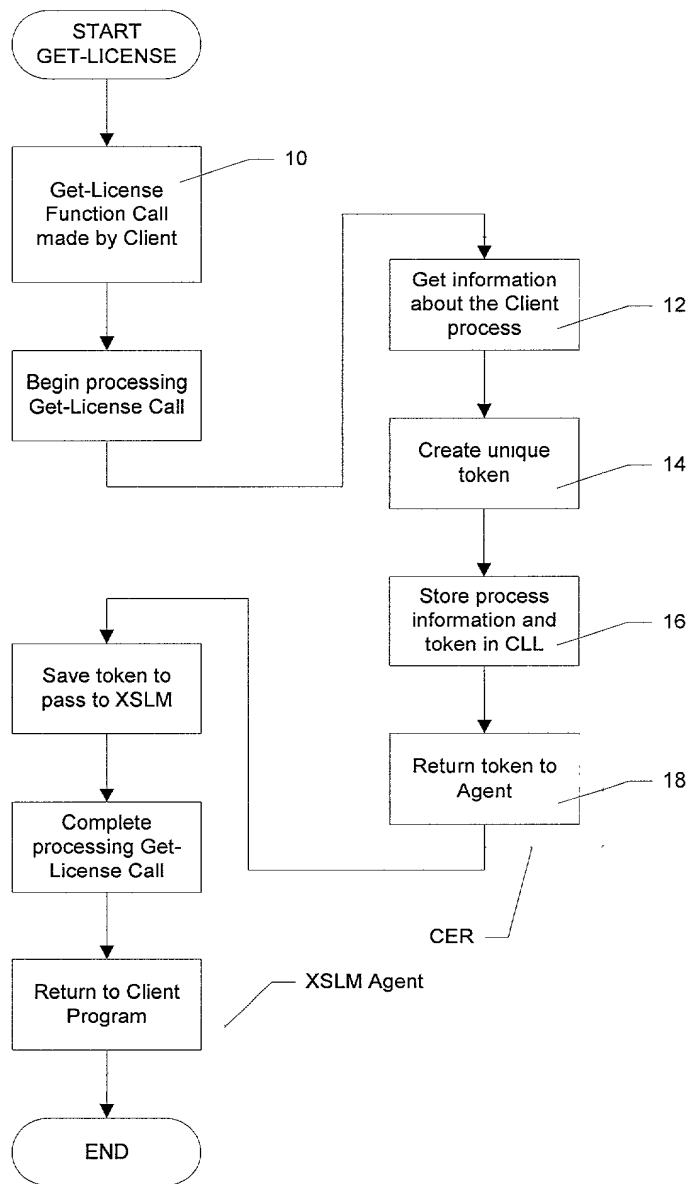 START
GET-LICENSE
10
Get-License
Function Call
made by Client
Begin processing
Get-License Call
Get information
about the Client
process
12
Create unique
token
14
Store process
information and
token in CLL
16
Return token to
Agent
18
CER
Save token to
pass to XSLM
Complete
processing Get-
License Call
Return to Client
Program
XSLM Agent
END